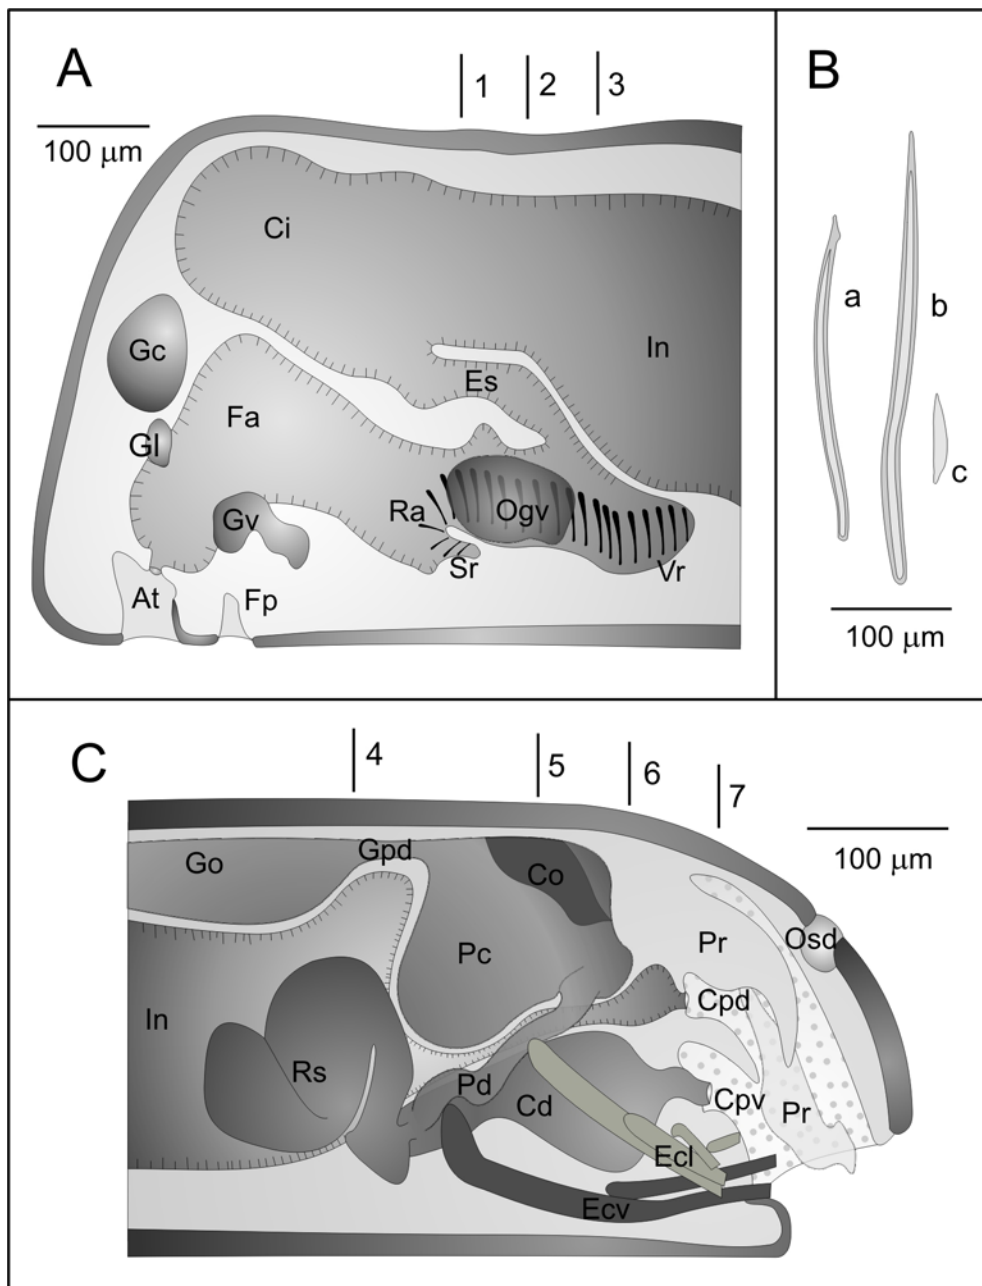 A
1
2
3
100 μm
Ci
Gc
In
Es
Fa
Gl
Ra
Ogv
Gv
Sr
Vr
At
Fp
B
a
b
c
100 μm
C
4
5
6
7
100 μm
Go
Gpd
Co
Pc
Pr
Osd
Cpd
In
Rs
Pd
Cd
Cpv
Pr
Ecl
Ecv